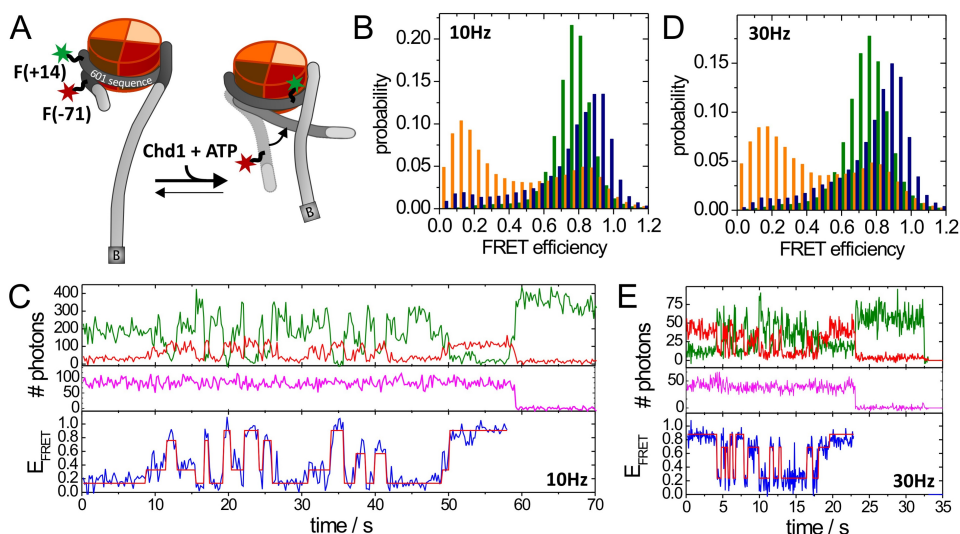 A
F(+14)
601 sequence
F(-71)
Chd1 + ATP
B
B
B
10Hz
probability
0.20
0.15
0.10
0.05
0.00
0.0 0.2 0.4 0.6 0.8 1.0 1.2
FRET efficiency
D
30Hz
probability
0.15
0.10
0.05
0.00
0.0 0.2 0.4 0.6 0.8 1.0 1.2
FRET efficiency
C
# photons
400
300
200
100
0
100
50
0
E_FRET
1.0
0.8
0.6
0.4
0.2
0.0
10Hz
0 10 20 30 40 50 60 70
time / s
E
# photons
75
50
25
0
50
0
E_FRET
1.0
0.8
0.6
0.4
0.2
0.0
30Hz
0 5 10 15 20 25 30 35
time / s